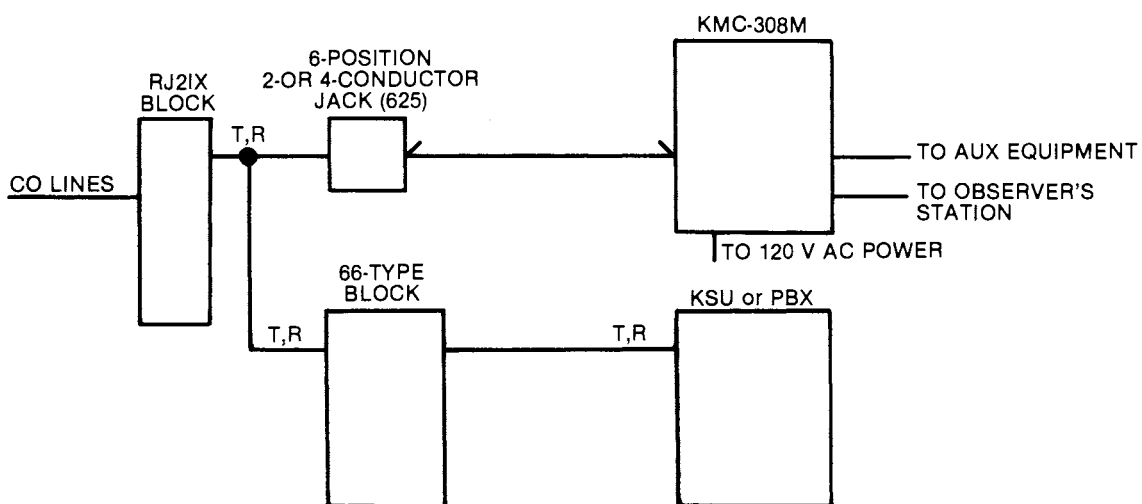 KMC-308M
6-POSITION
2-OR 4-CONDUCTOR
JACK (625)
RJ2IX
BLOCK
T,R
CO LINES
TO AUX EQUIPMENT
TO OBSERVER'S
STATION
TO 120 V AC POWER
66-TYPE
BLOCK
KSU or PBX
T,R
T,R